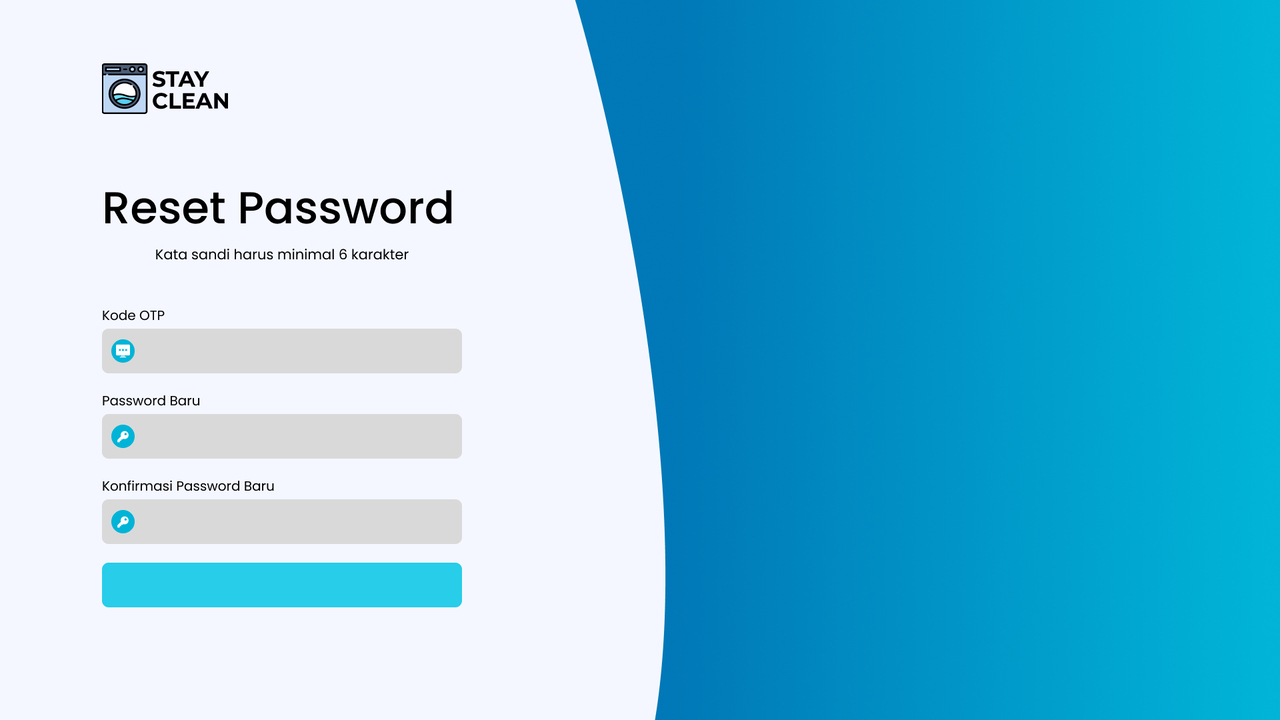 STAY
CLEAN
Reset Password
Kata sandi harus minimal 6 karakter
Kode OTP
Password Baru
Konfirmasi Password Baru